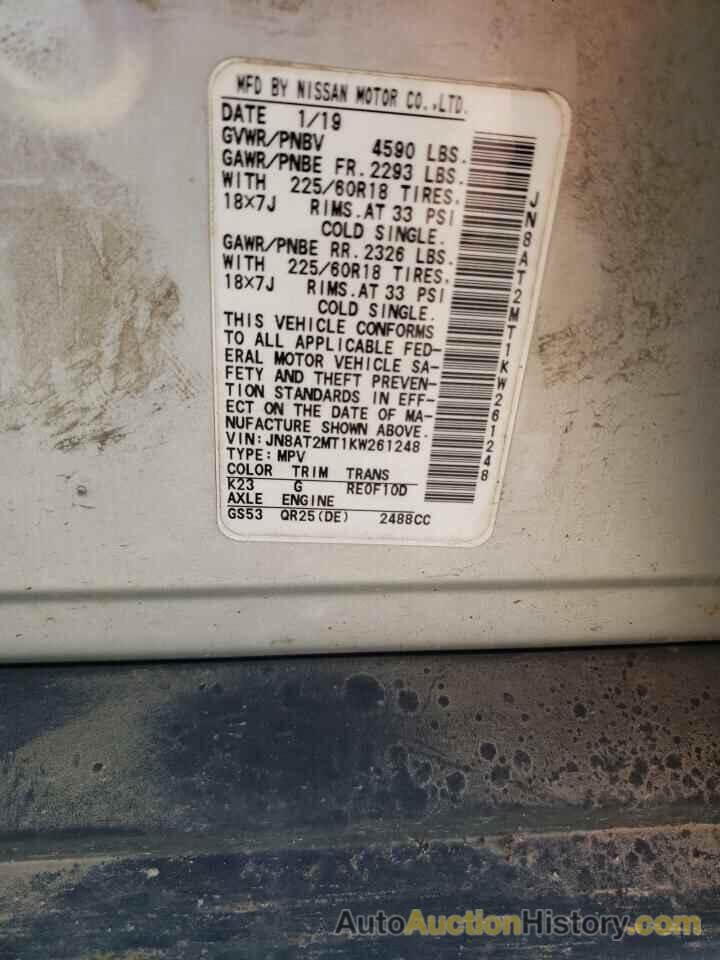 MFD BY NISSAN MOTOR CO.,LTD.
DATE 1/19
GVWR/PNBV 4590 LBS.
GAWR/PNBE FR. 2293 LBS.
WITH 225/60R18 TIRES.
18×7J RIMS.AT 33 PSI
COLD SINGLE.
GAWR/PNBE RR. 2326 LBS.
WITH 225/60R18 TIRES.
18×7J RIMS.AT 33 PSI
COLD SINGLE.
THIS VEHICLE CONFORMS
TO ALL APPLICABLE FED-
ERAL MOTOR VEHICLE SA-
FETY AND THEFT PREVEN-
TION STANDARDS IN EFF-
ECT ON THE DATE OF MA-
NUFACTURE SHOWN ABOVE.
VIN:JN8AT2MT1KW261248
TYPE:MPV
COLOR TRIM TRANS
K23 G RE0F10D
AXLE ENGINE
GS53 QR25(DE) 2488CC
JN8AT2MT1KW261248
AutoAuctionHistory.com